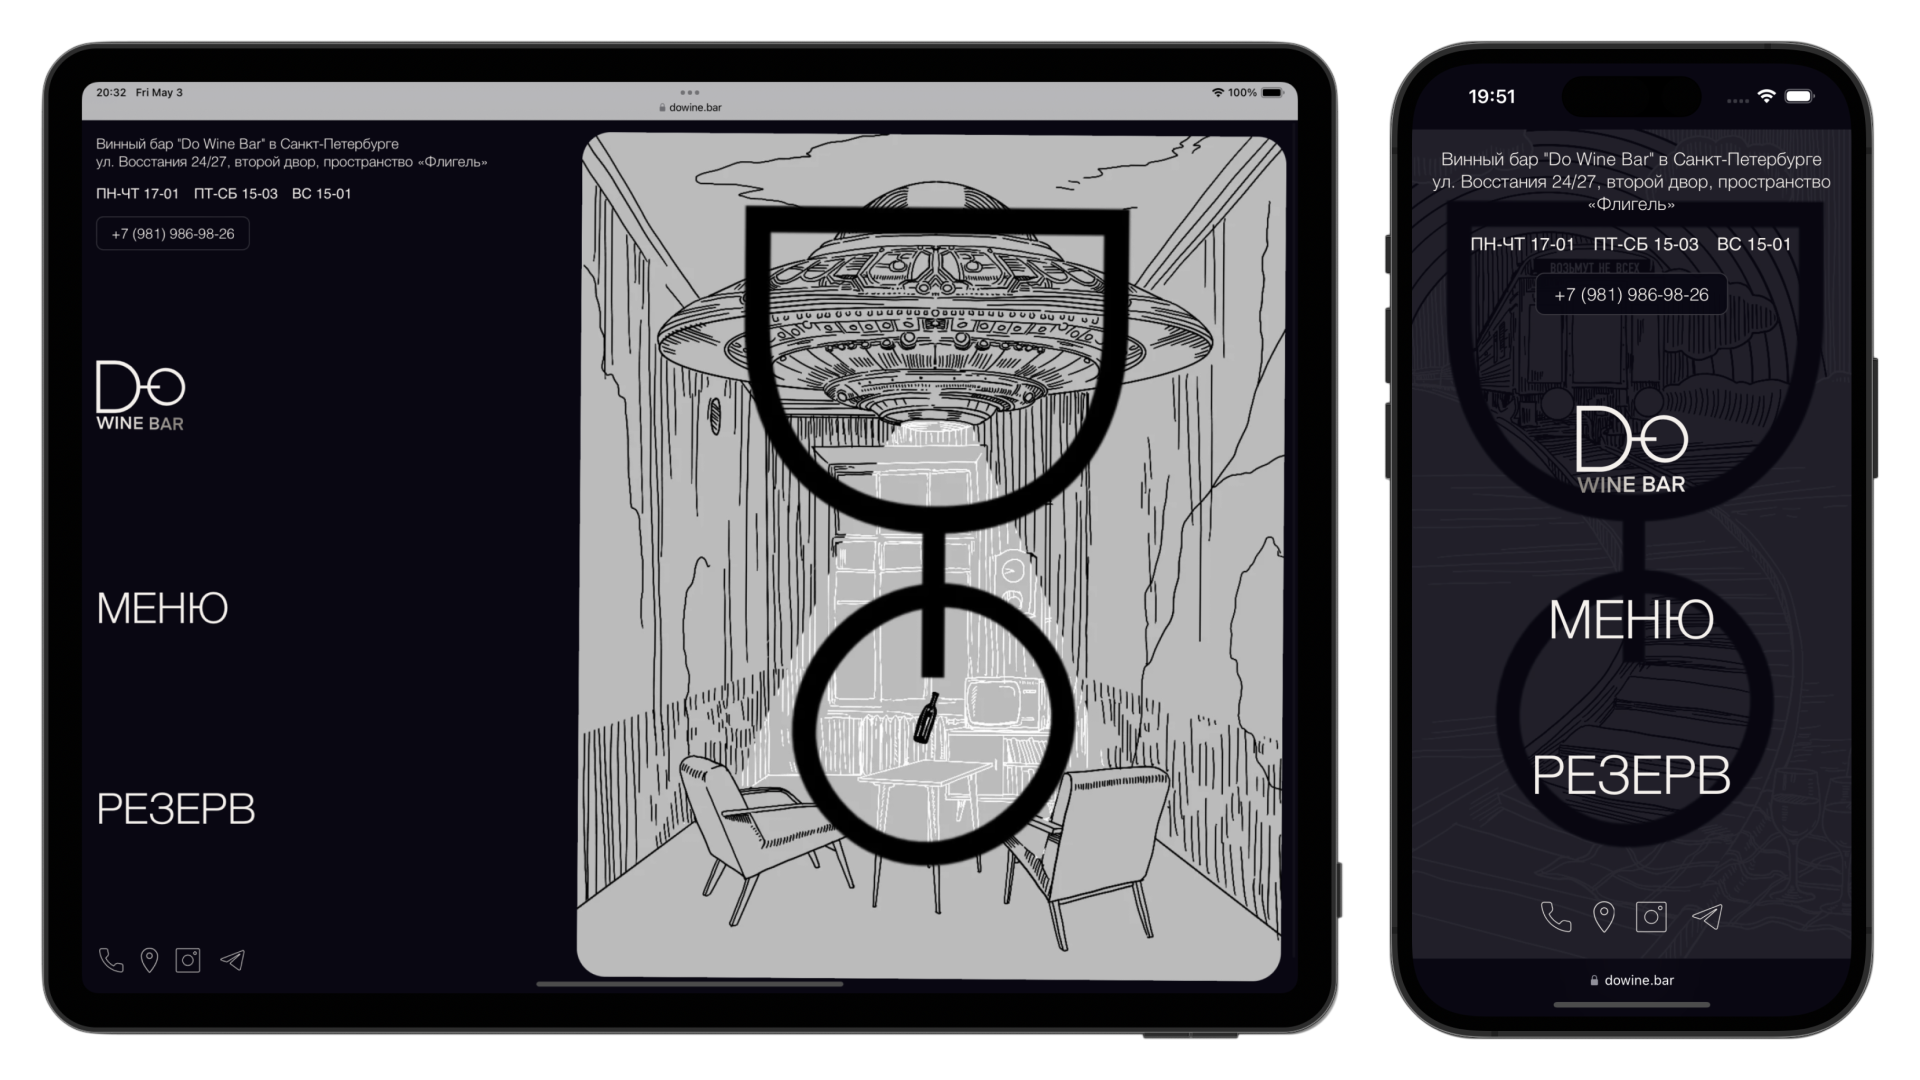 20:32 Fri May 3
100%
dowine.bar
Винный бар "Do Wine Bar" в Санкт-Петербурге
ул. Восстания 24/27, второй двор, пространство «Флигель»
ПН-ЧТ 17-01 ПТ-СБ 15-03 ВС 15-01
+7 (981) 986-98-26
DO
WINE BAR
МЕНЮ
РЕЗЕРВ
19:51
Винный бар "Do Wine Bar" в Санкт-Петербурге
ул. Восстания 24/27, второй двор, пространство
«Флигель»
ПН-ЧТ 17-01 ПТ-СБ 15-03 ВС 15-01
ВОЗЬМУТ НЕ ВСЕХ
+7 (981) 986-98-26
DO
WINE BAR
МЕНЮ
РЕЗЕРВ
dowine.bar